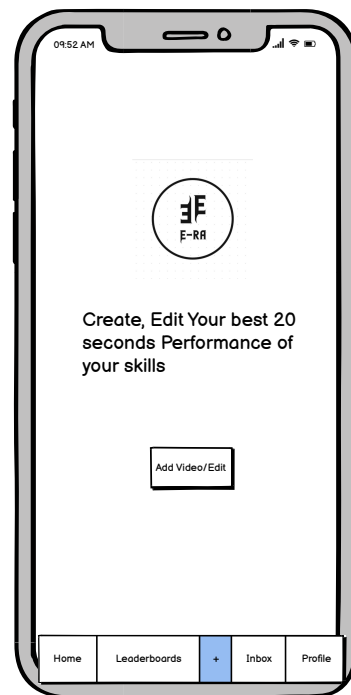 09:52 AM
E-RA
Create, Edit Your best 20
seconds Performance of
your skills
Add Video/Edit
Home Leaderboards + Inbox Profile